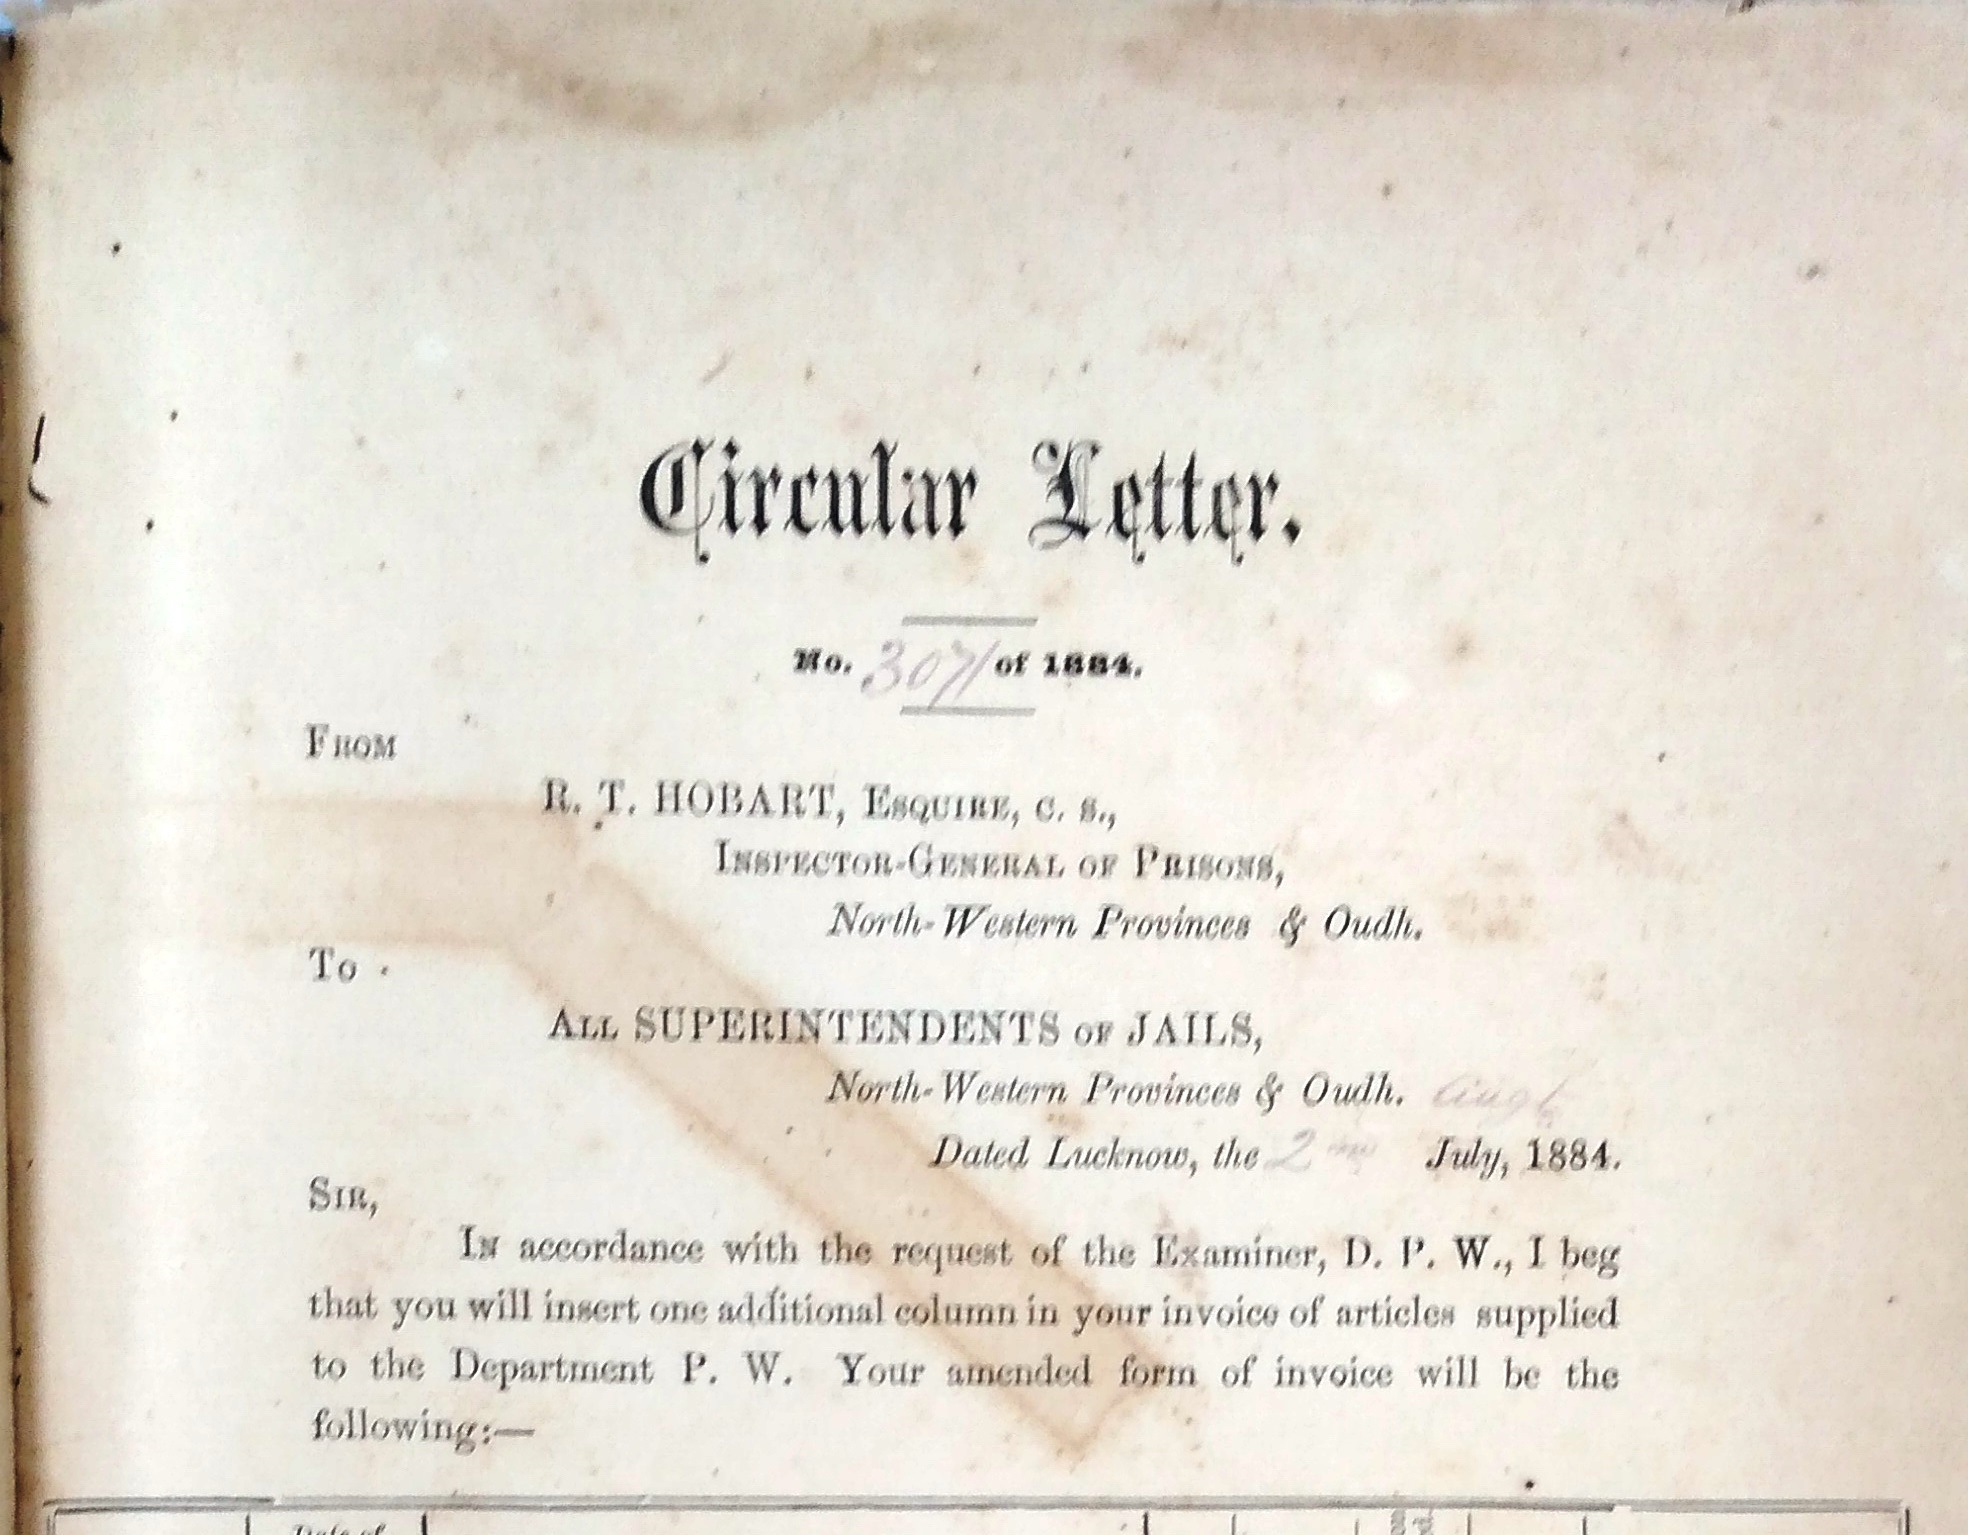 Circular Letter.
No. 3071 of 1884.
FROM
R. T. HOBART, ESQUIRE, C. S.,
INSPECTOR-GENERAL OF PRISONS,
North-Western Provinces & Oudh.
To
ALL SUPERINTENDENTS OF JAILS,
North-Western Provinces & Oudh.
Dated Lucknow, the 2 July, 1884.
SIR,
IN accordance with the request of the Examiner, D. P. W., I beg
that you will insert one additional column in your invoice of articles supplied
to the Department P. W. Your amended form of invoice will be the
following:—
Date of